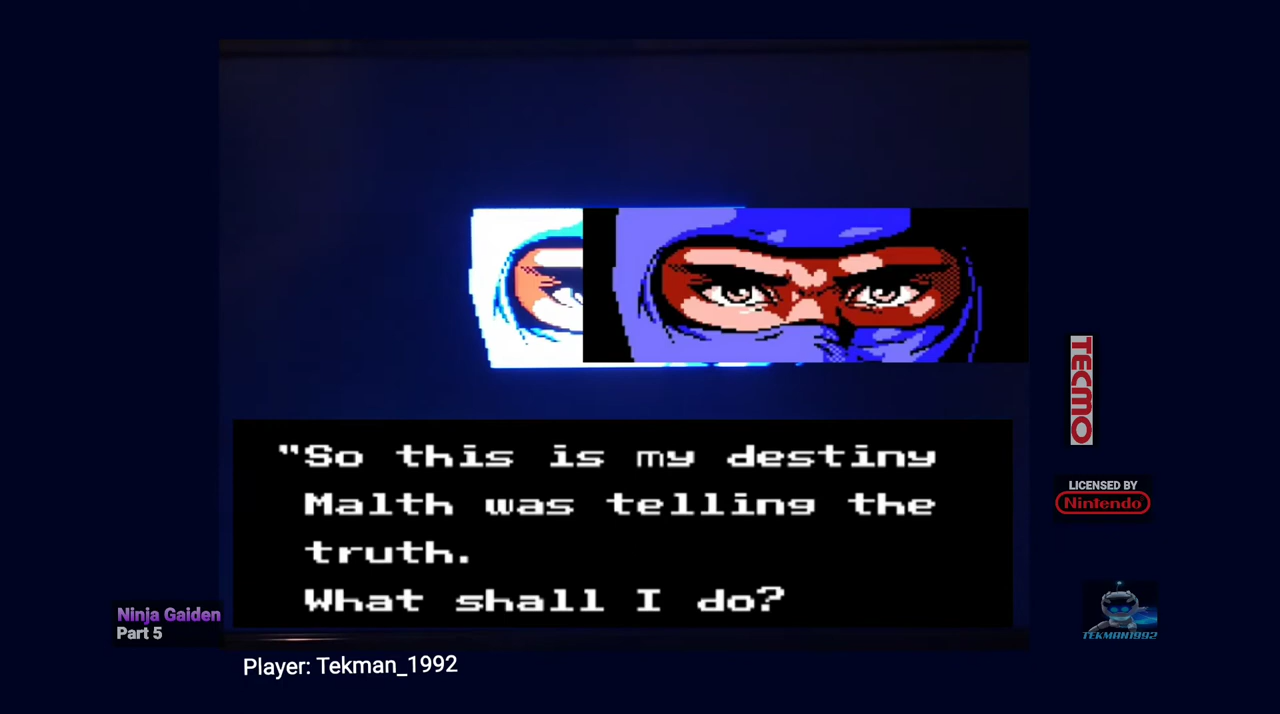 "So this is my destiny
Malth was telling the
truth.
What shall I do?
TECMO
LICENSED BY
Nintendo
Ninja Gaiden
Part 5
TEKMAN1992
Player: Tekman_1992